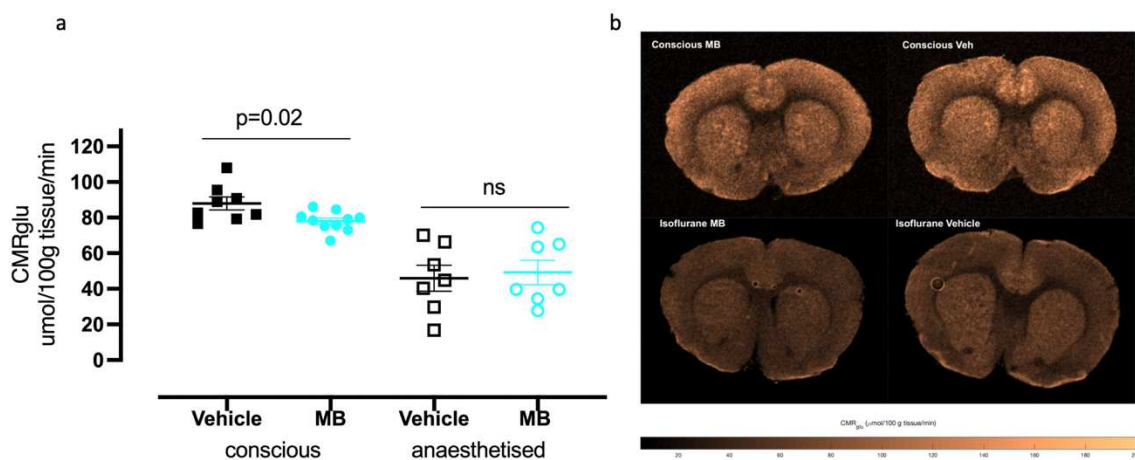 a
p=0.02
ns
CMRglu
umol/100g tissue/min
120
100
80
60
40
20
0
Vehicle MB Vehicle MB
conscious anaesthetised
b
Conscious MB
Conscious Veh
Isoflurane MB
Isoflurane Vehicle
CMRglu (μmol/100 g tissue/min)
20 40 60 80 100 120 140 160 180